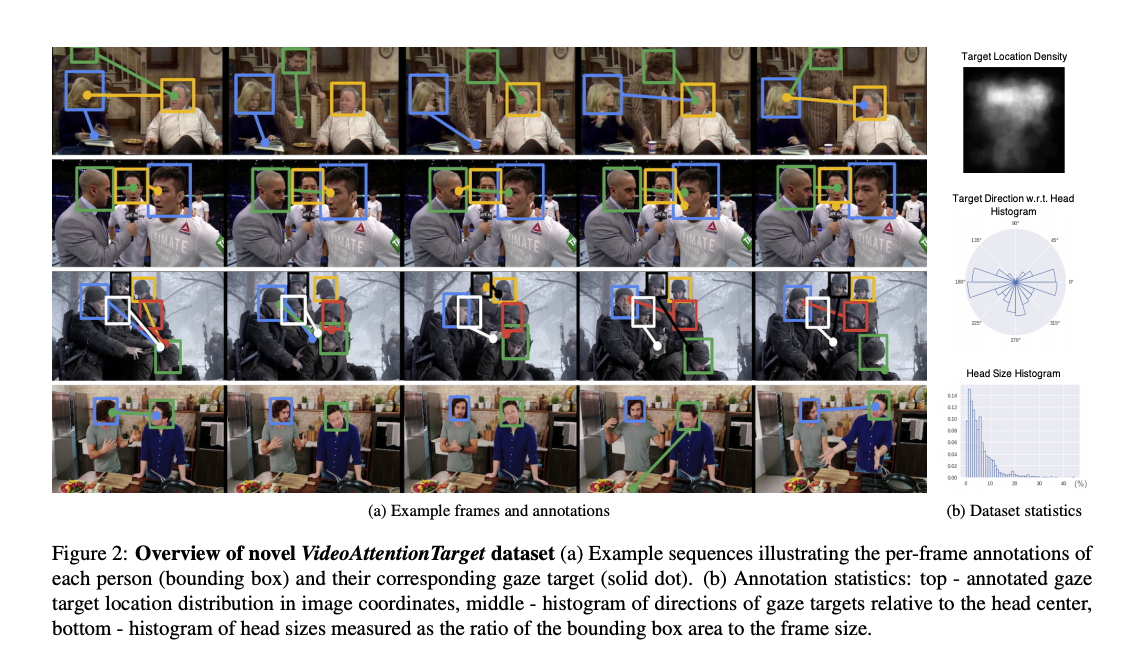 Target Location Density
Target Direction w.r.t. Head
Histogram
90°
135°
45°
180°
0°
225°
315°
270°
Head Size Histogram
0.14
0.12
0.10
0.08
0.06
0.04
0.02
0.00
0 10 20 30 40 (%)
ULTIMATE
ULTIMATE
ULTIMATE
ULTIMATE
ULTIMATE
(a) Example frames and annotations
(b) Dataset statistics
Figure 2: Overview of novel VideoAttentionTarget dataset (a) Example sequences illustrating the per-frame annotations of
each person (bounding box) and their corresponding gaze target (solid dot). (b) Annotation statistics: top - annotated gaze
target location distribution in image coordinates, middle - histogram of directions of gaze targets relative to the head center,
bottom - histogram of head sizes measured as the ratio of the bounding box area to the frame size.